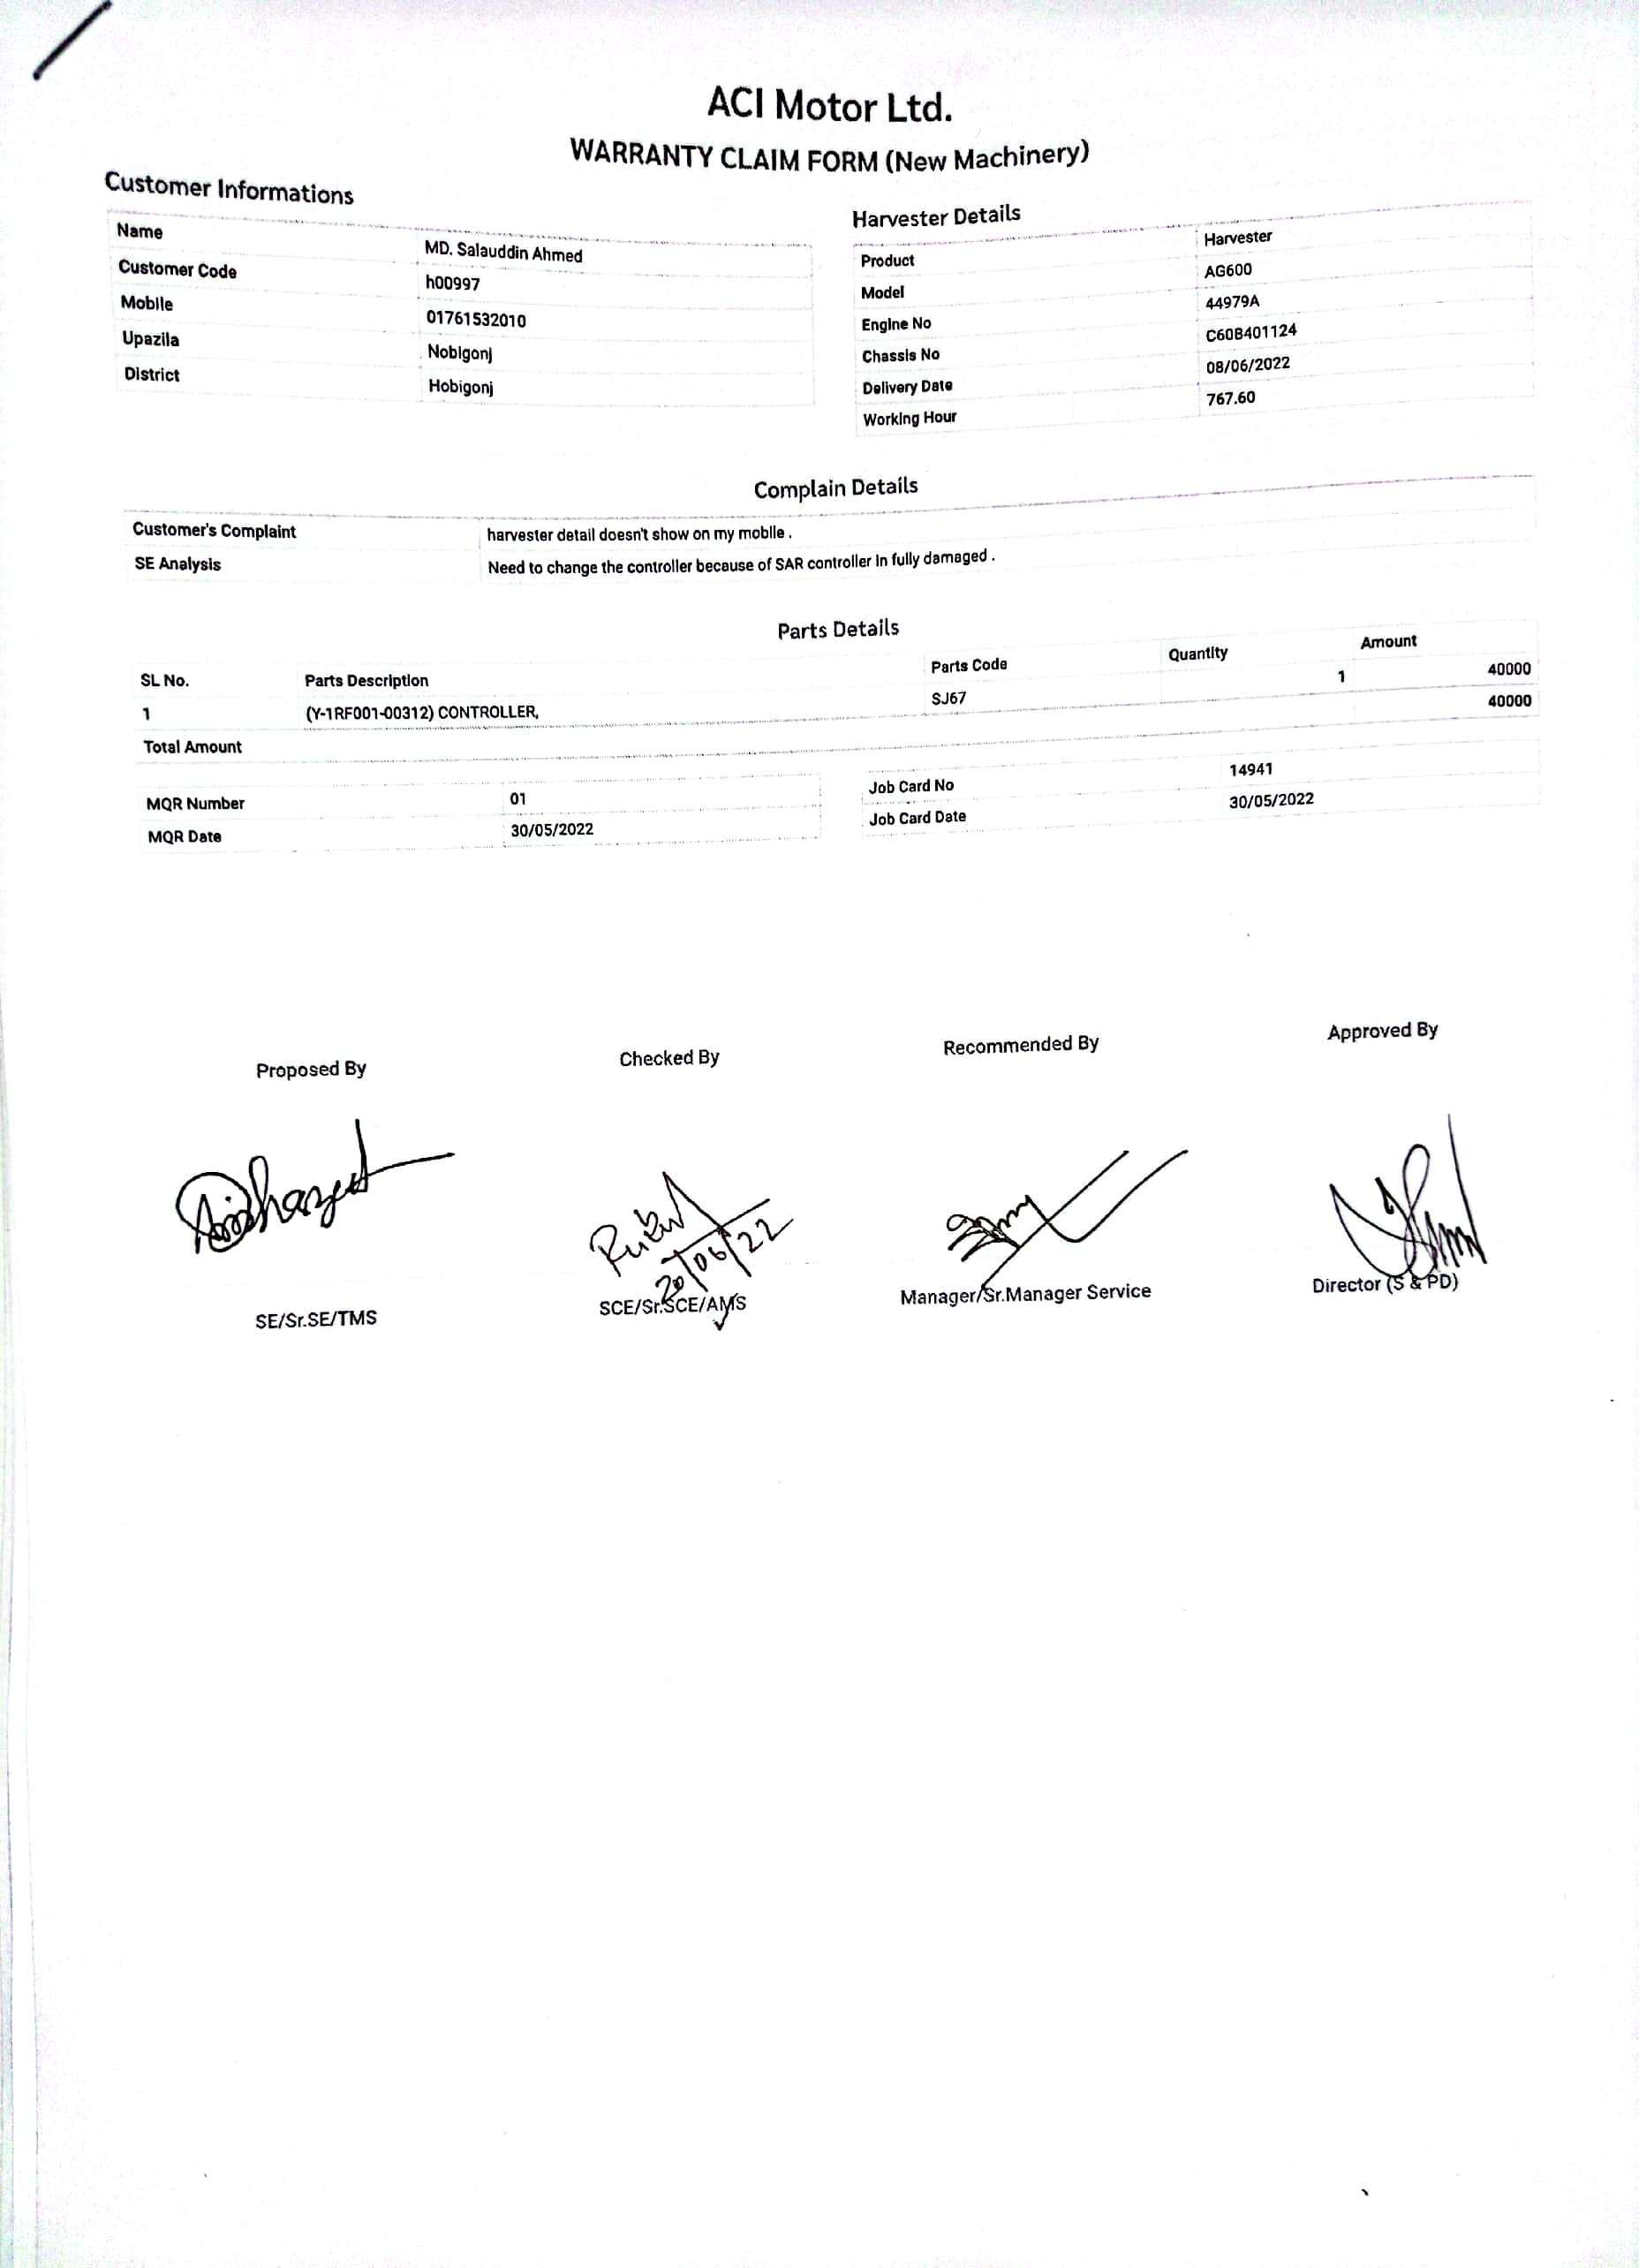 ACI Motor Ltd.
WARRANTY CLAIM FORM (New Machinery)
Customer Informations
Name MD. Salauddin Ahmed
Customer Code h00997
Mobile 01761532010
Upazila Nobigonj
District Hobigonj
Harvester Details
Product Harvester
Model AG600
Engine No 44979A
Chassis No C60B401124
Delivery Date 08/06/2022
Working Hour 767.60
Complain Details
Customer's Complaint harvester detail doesn't show on my mobile .
SE Analysis Need to change the controller because of SAR controller in fully damaged .
Parts Details
SL No. Parts Description Parts Code Quantity Amount
1 (Y-1RF001-00312) CONTROLLER, SJ67 1 40000
Total Amount 40000
MQR Number 01
MQR Date 30/05/2022
Job Card No 14941
Job Card Date 30/05/2022
Proposed By Checked By Recommended By Approved By
20/06/22
SE/Sr.SE/TMS SCE/Sr.SCE/AMS Manager/Sr.Manager Service Director (S & PD)